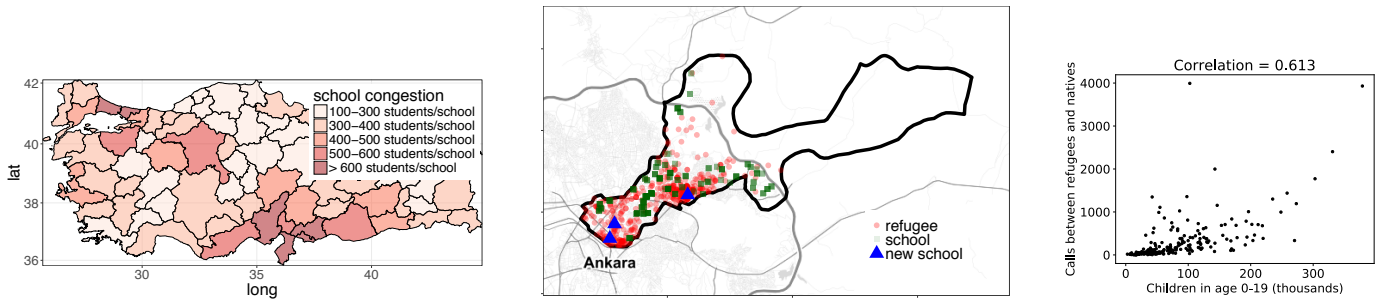 school congestion
100−300 students/school
300−400 students/school
400−500 students/school
500−600 students/school
> 600 students/school
42
40
38
36
lat
30
35
40
long
refugee
school
new school
Ankara
Correlation = 0.613
4000
3000
2000
1000
0
Calls between refugees and natives
0
100
200
300
Children in age 0-19 (thousands)